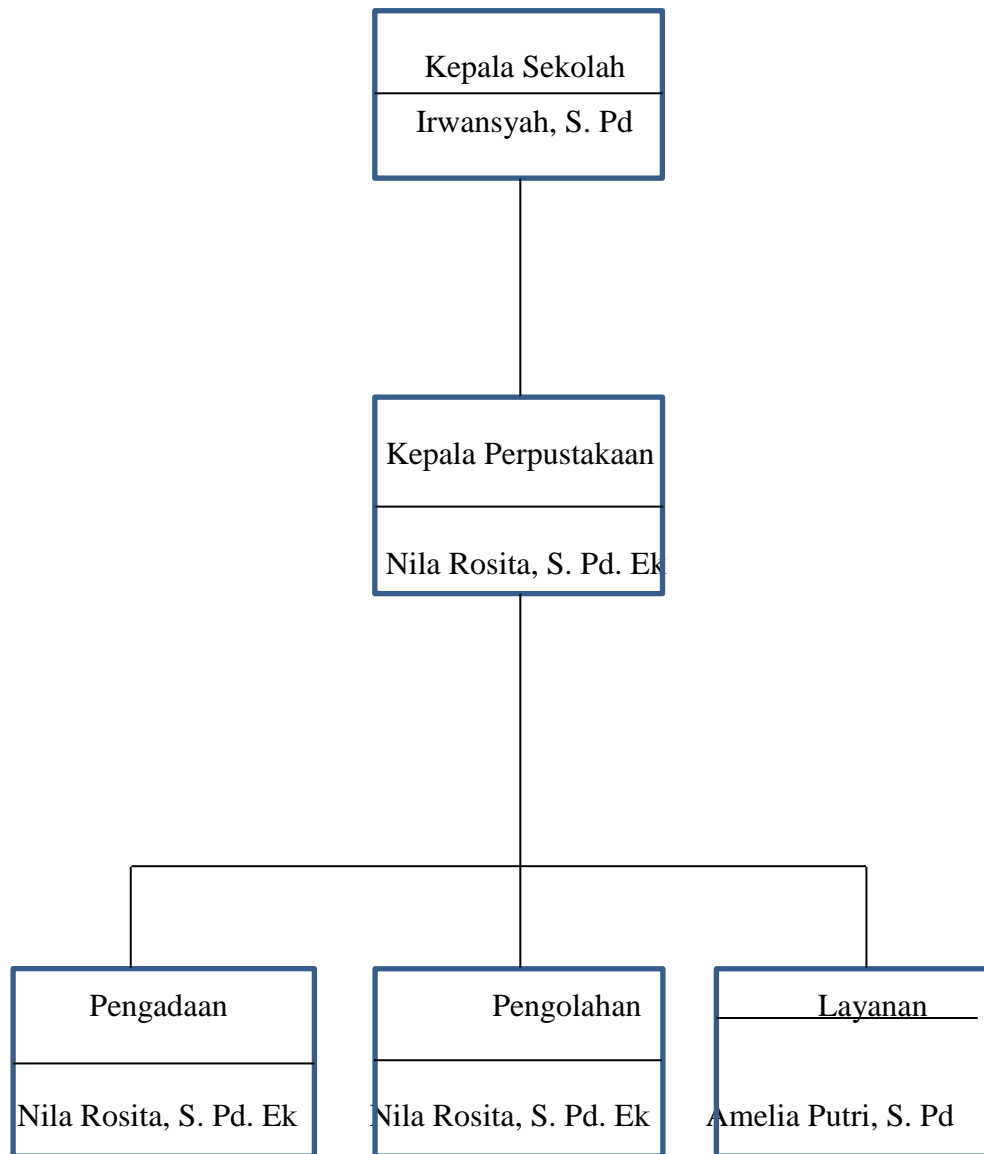 Kepala Sekolah
Irwansyah, S. Pd
Kepala Perpustakaan
Nila Rosita, S. Pd. Ek
Pengadaan
Nila Rosita, S. Pd. Ek
Pengolahan
Nila Rosita, S. Pd. Ek
Layanan
Amelia Putri, S. Pd